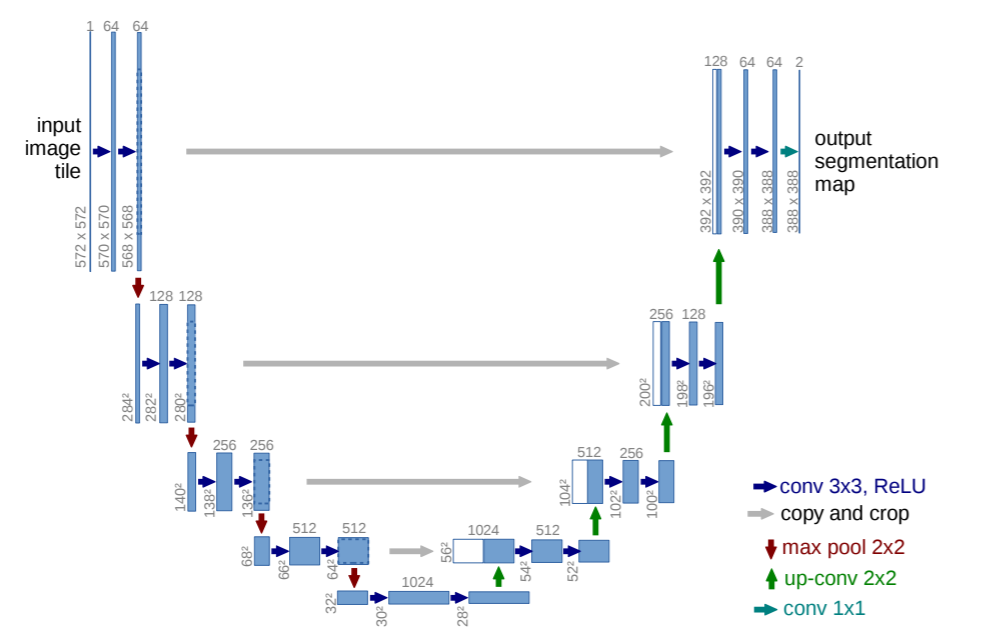 1 64 64
128 64 64 2
input
image
tile
output
segmentation
map
572 x 572
570 x 570
568 x 568
392 x 392
390 x 390
388 x 388
388 x 388
128 128
256 128
284²
282²
280²
200²
198²
196²
256 256
512 256
140²
138²
136²
104²
102²
100²
512 512
1024 512
68²
66²
64²
56²
54²
52²
1024
32²
30²
28²
conv 3x3, ReLU
copy and crop
max pool 2x2
up-conv 2x2
conv 1x1